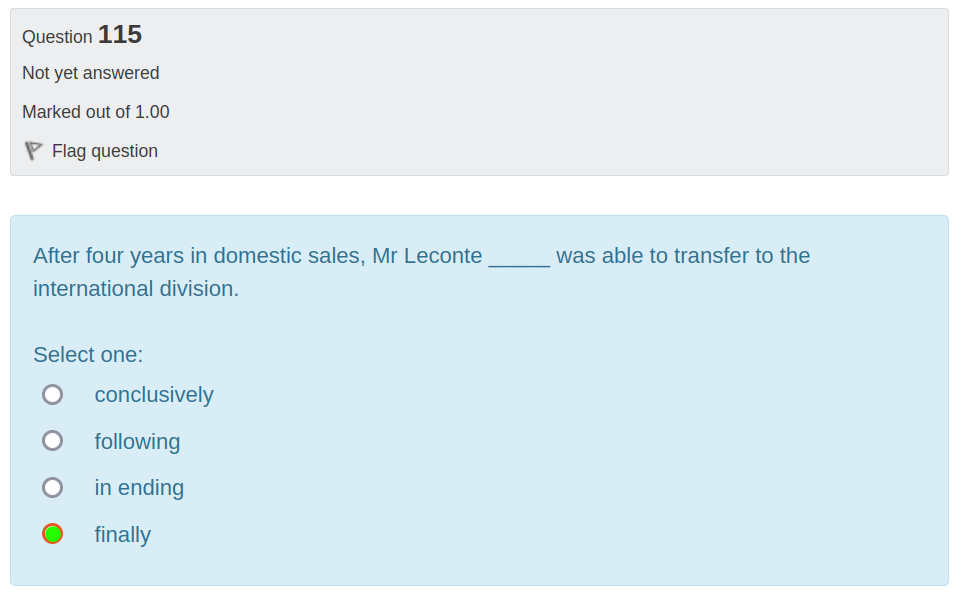 Question 115
Not yet answered
Marked out of 1.00
Flag question
After four years in domestic sales, Mr Leconte _____ was able to transfer to the
international division.
Select one:
conclusively
following
in ending
finally